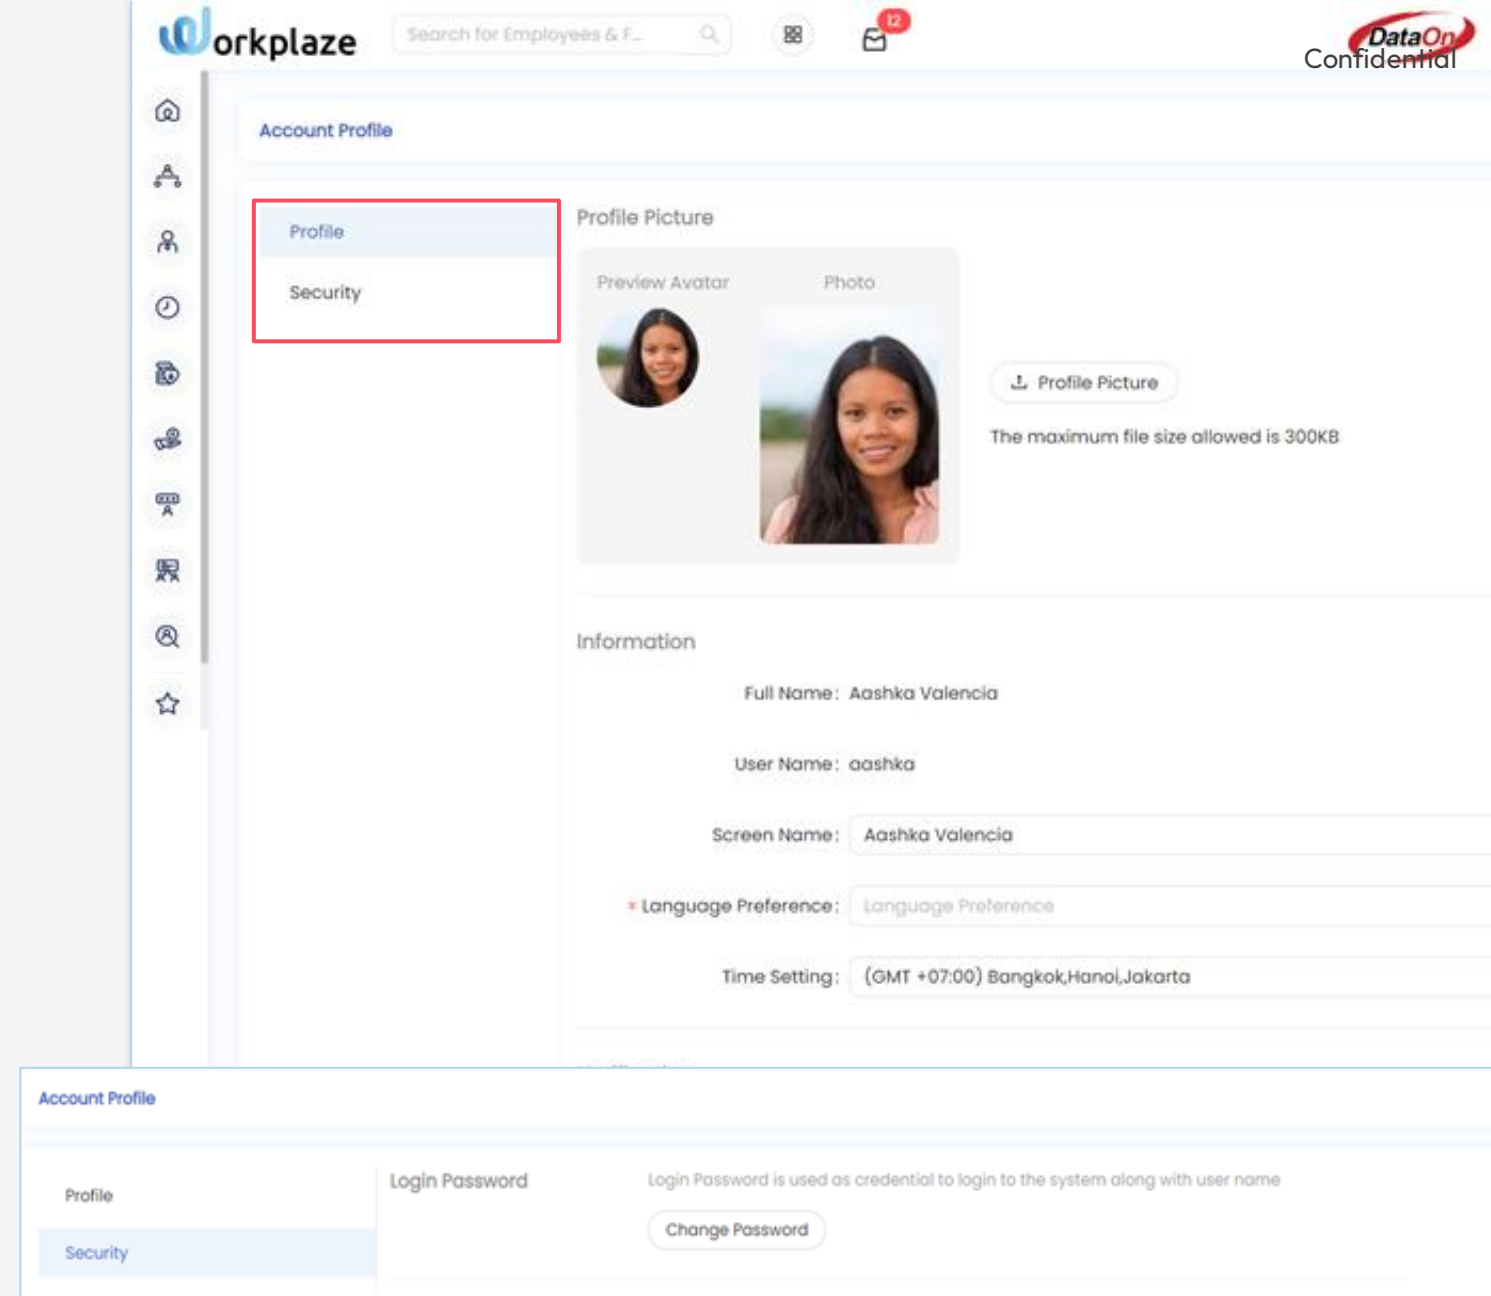 Workplaze
Search for Employees & F...
12
DataOn
Confidential
Account Profile
Profile
Security
Profile Picture
Preview Avatar
Photo
Profile Picture
The maximum file size allowed is 300KB
Information
Full Name: Aashka Valencia
User Name: aashka
Screen Name: Aashka Valencia
* Language Preference: Language Preference
Time Setting: (GMT +07:00) Bangkok,Hanoi,Jakarta
Account Profile
Profile
Security
Login Password
Login Password is used as credential to login to the system along with user name
Change Password